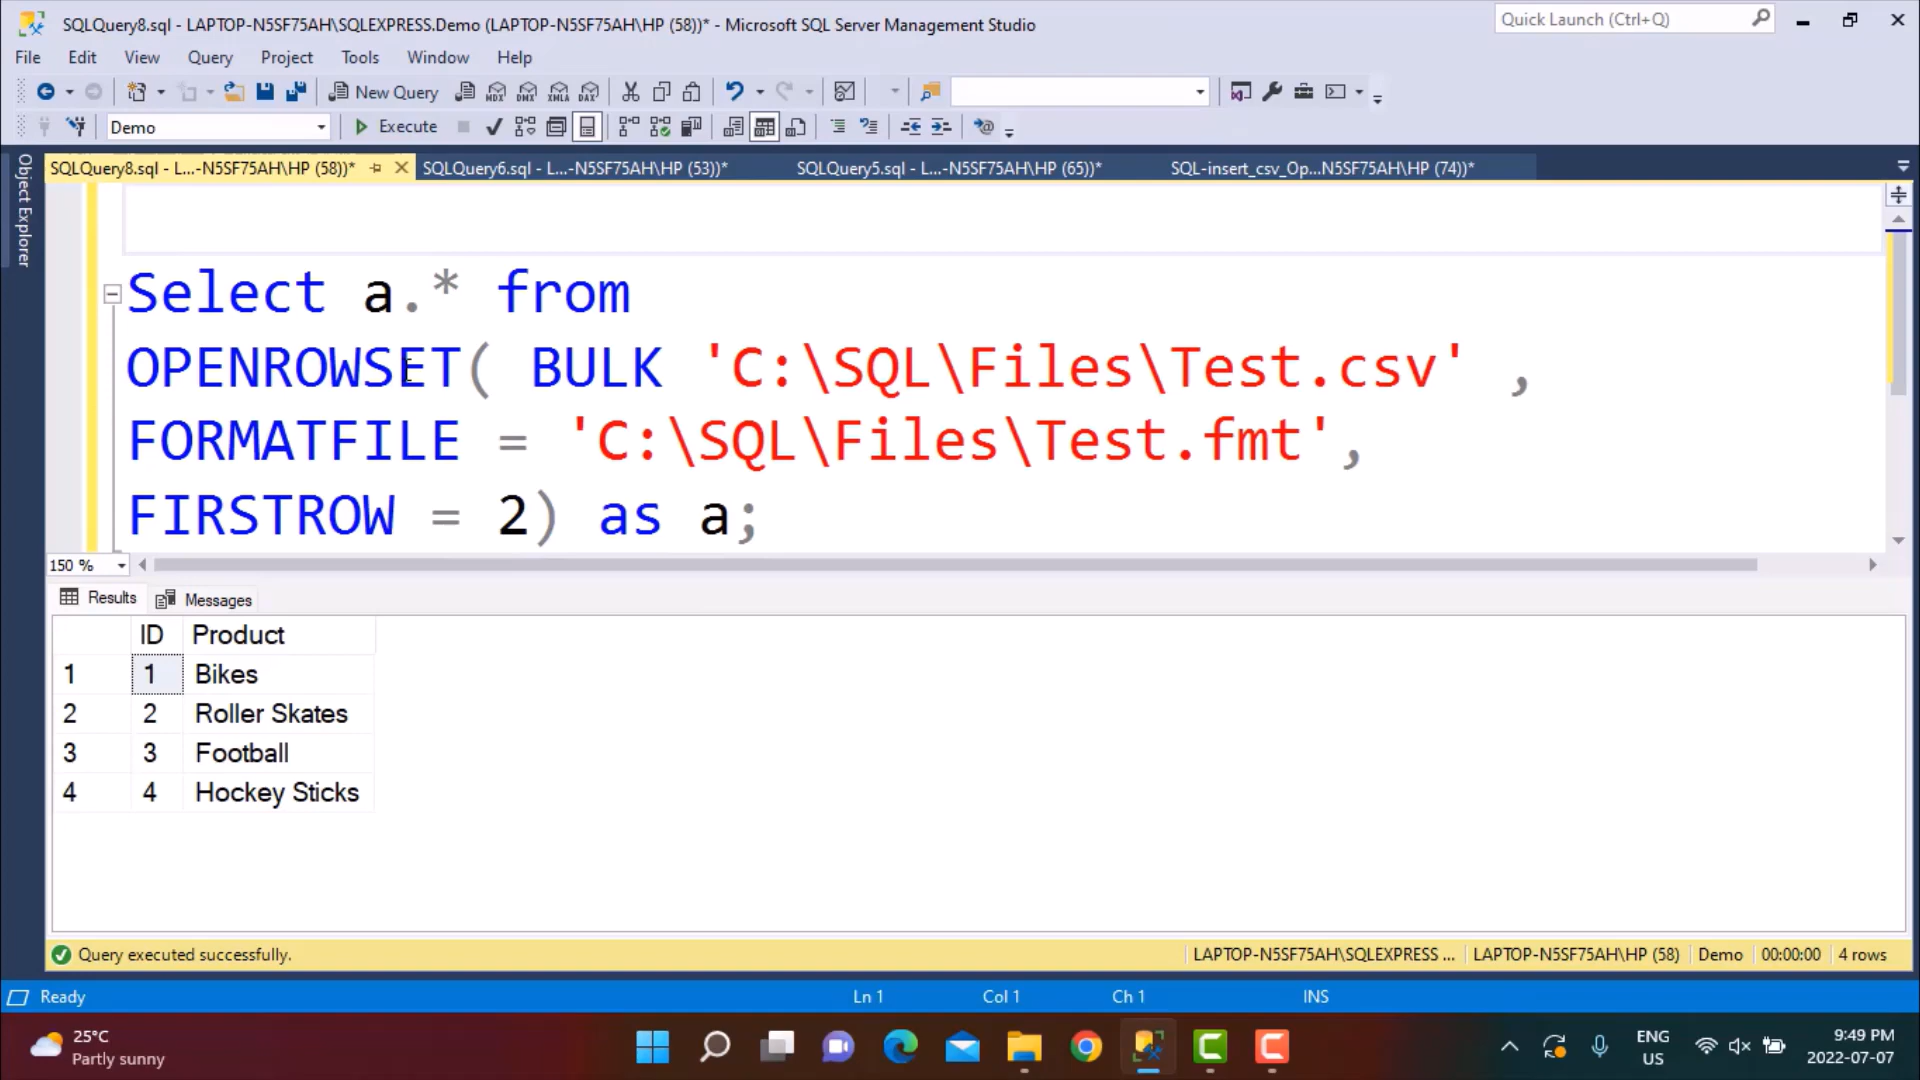 SQLQuery8.sql - LAPTOP-N5SF75AH\SQLEXPRESS.Demo (LAPTOP-N5SF75AH\HP (58))* - Microsoft SQL Server Management Studio
Quick Launch (Ctrl+Q)
File Edit View Query Project Tools Window Help
New Query
MDX DMX XMLA DAX
Demo
Execute
SQLQuery8.sql - L...-N5SF75AH\HP (58))*
SQLQuery6.sql - L...-N5SF75AH\HP (53))*
SQLQuery5.sql - L...-N5SF75AH\HP (65))*
SQL-insert_csv_Op...N5SF75AH\HP (74))*
Object Explorer
Select a.* from
OPENROWSET( BULK 'C:\SQL\Files\Test.csv' ,
FORMATFILE = 'C:\SQL\Files\Test.fmt',
FIRSTROW = 2) as a;
150 %
Results Messages
ID Product
1 1 Bikes
2 2 Roller Skates
3 3 Football
4 4 Hockey Sticks
Query executed successfully.
LAPTOP-N5SF75AH\SQLEXPRESS ... LAPTOP-N5SF75AH\HP (58) Demo 00:00:00 4 rows
Ready
Ln 1 Col 1 Ch 1 INS
25°C
Partly sunny
ENG
US
9:49 PM
2022-07-07